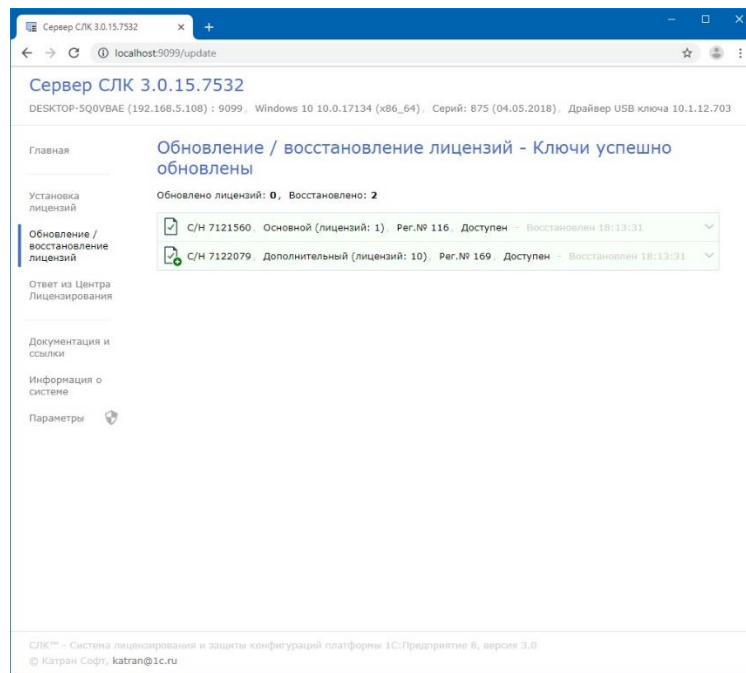 Сервер СЛК 3.0.15.7532
localhost:9099/update
Сервер СЛК 3.0.15.7532
DESKTOP-5Q0VBAE (192.168.5.108) : 9099, Windows 10 10.0.17134 (x86_64), Серий: 875 (04.05.2018), Драйвер USB ключа 10.1.12.703
Главная
Установка
лицензий
Обновление /
восстановление
лицензий
Ответ из Центра
Лицензирования
Документация и
ссылки
Информация о
системе
Параметры
Обновление / восстановление лицензий - Ключи успешно
обновлены
Обновлено лицензий: 0, Восстановлено: 2
С/Н 7121560, Основной (лицензий: 1), Рег.№ 116, Доступен - Восстановлен 18:13:31
С/Н 7122079, Дополнительный (лицензий: 10), Рег.№ 169, Доступен - Восстановлен 18:13:31
СЛК™ - Система лицензирования и защиты конфигураций платформы 1С:Предприятие 8, версия 3.0
© Катран Софт, katran@1c.ru